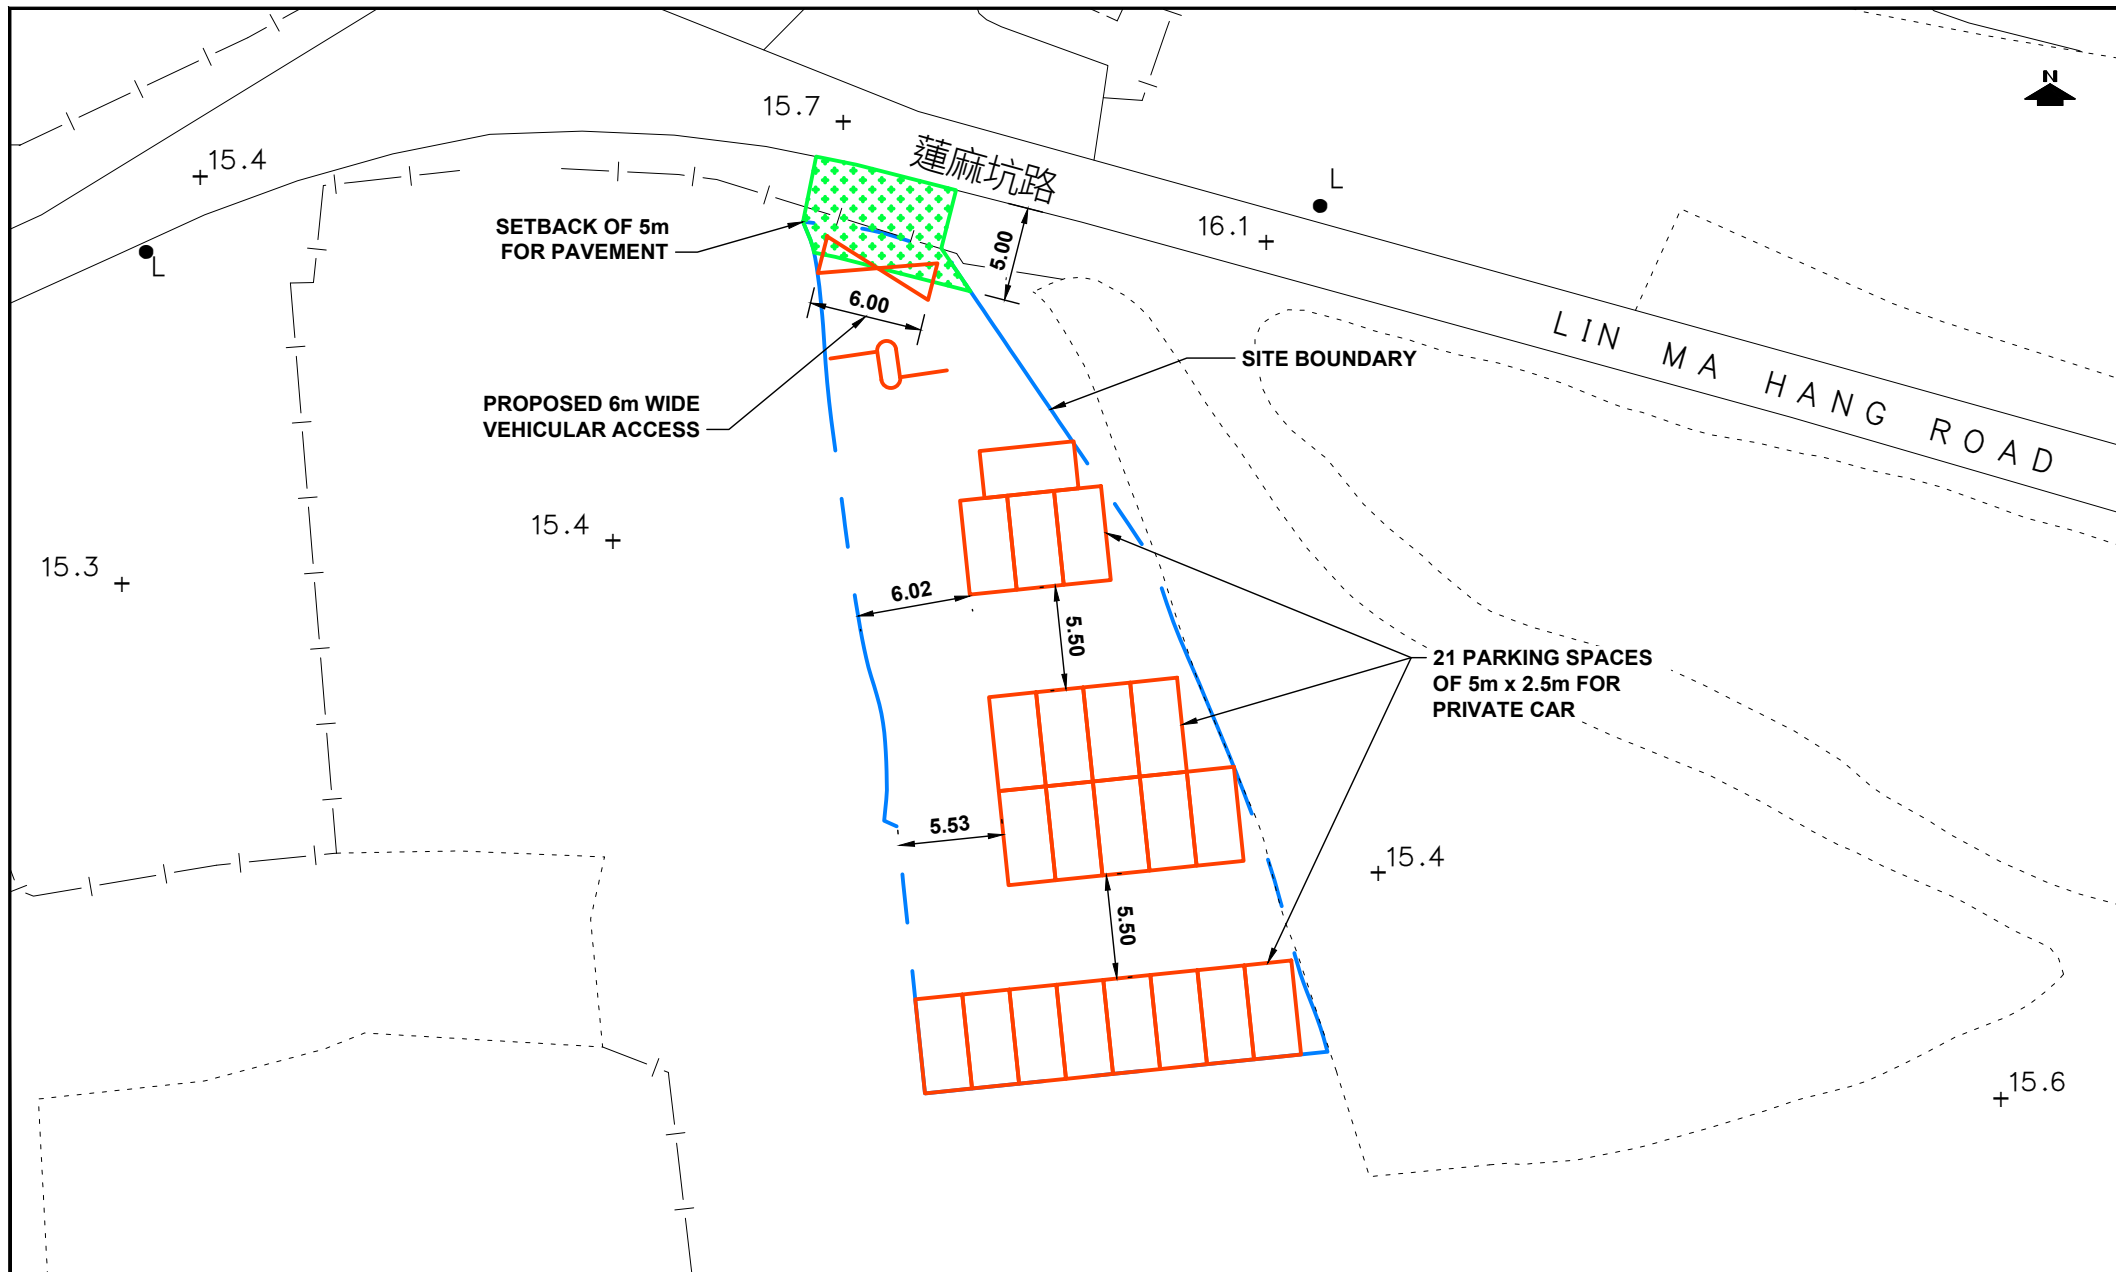 N
15.7
15.4
蓮麻坑路
L
16.1
SETBACK OF 5m
FOR PAVEMENT
5.00
L
6.00
LIN MA HANG ROAD
SITE BOUNDARY
PROPOSED 6m WIDE
VEHICULAR ACCESS
15.4
15.3
6.02
5.50
21 PARKING SPACES
OF 5m x 2.5m FOR
PRIVATE CAR
5.53
15.4
5.50
15.6